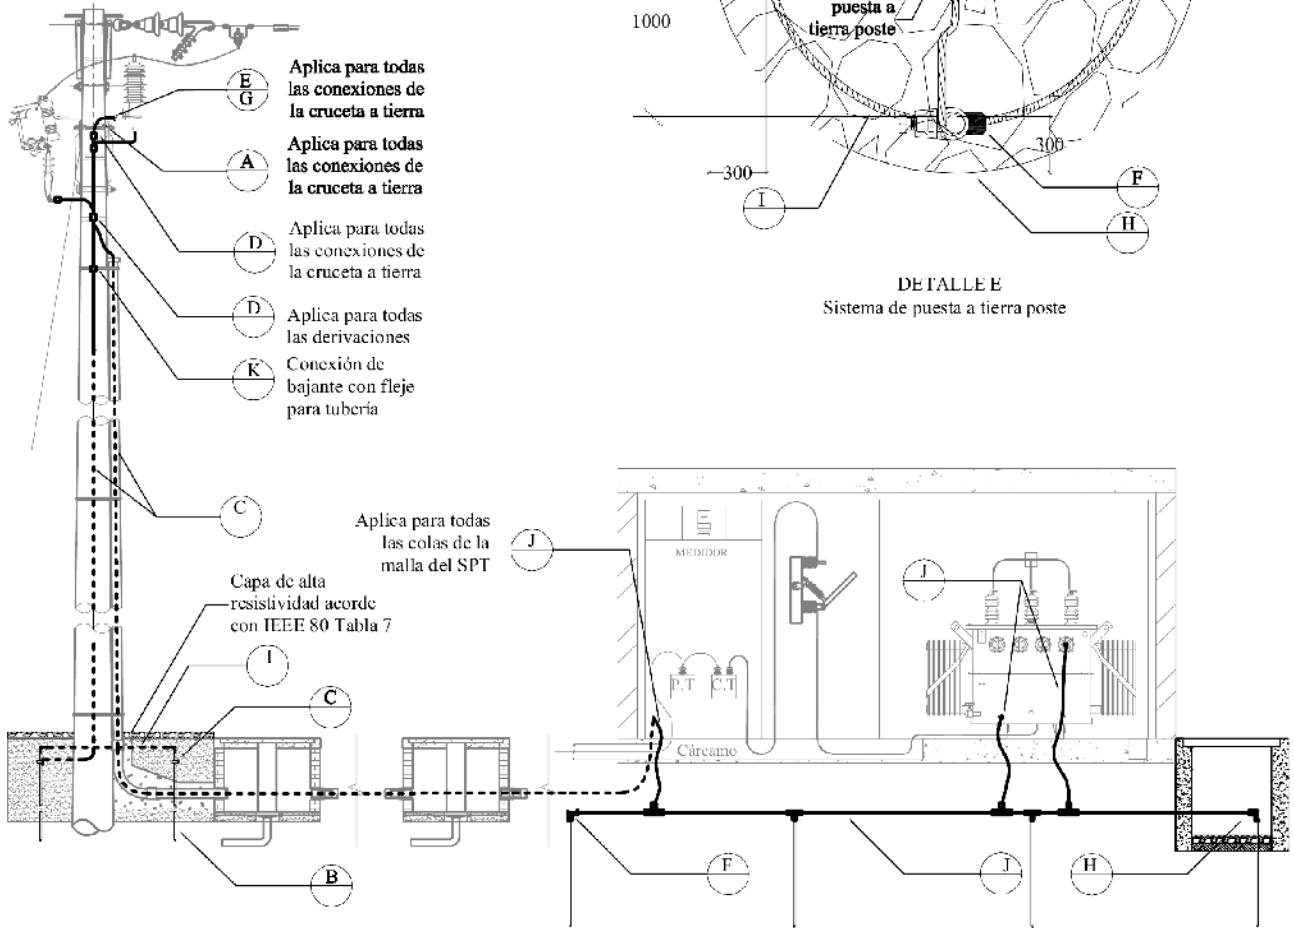 1000
puesta a
tierra poste
300
300
F
I
H
DETALLE E
Sistema de puesta a tierra poste
E
G
Aplica para todas
las conexiones de
la cruceta a tierra
A
Aplica para todas
las conexiones de
la cruceta a tierra
D
Aplica para todas
las conexiones de
la cruceta a tierra
D
Aplica para todas
las derivaciones
K
Conexión de
bajante con fleje
para tubería
C
Aplica para todas
las colas de la
malla del SPT
J
MEDIDOR
J
Capa de alta
resistividad acorde
con IEEE 80 Tabla 7
I
C
P.T
C.T
Cárcamo
B
F
J
H